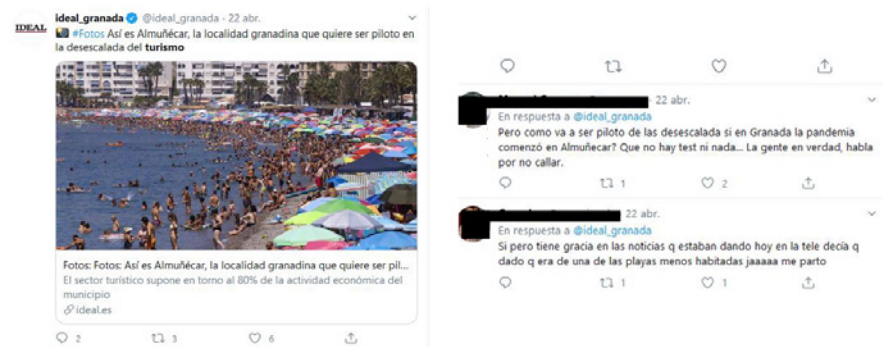 IDEAL
ideal_granada @ideal_granada · 22 abr.
#Fotos Así es Almuñécar, la localidad granadina que quiere ser piloto en
la desescalada del turismo
Fotos: Fotos: Así es Almuñécar, la localidad granadina que quiere ser pil...
El sector turístico supone en torno al 80% de la actividad económica del
municipio
ideal.es
2 3 6
22 abr.
En respuesta a @ideal_granada
Pero como va a ser piloto de las desescalada si en Granada la pandemia
comenzó en Almuñecar? Que no hay test ni nada... La gente en verdad, habla
por no callar.
1 2
22 abr.
En respuesta a @ideal_granada
Si pero tiene gracia en las noticias q estaban dando hoy en la tele decía q
dado q era de una de las playas menos habitadas jaaaaa me parto
1 1